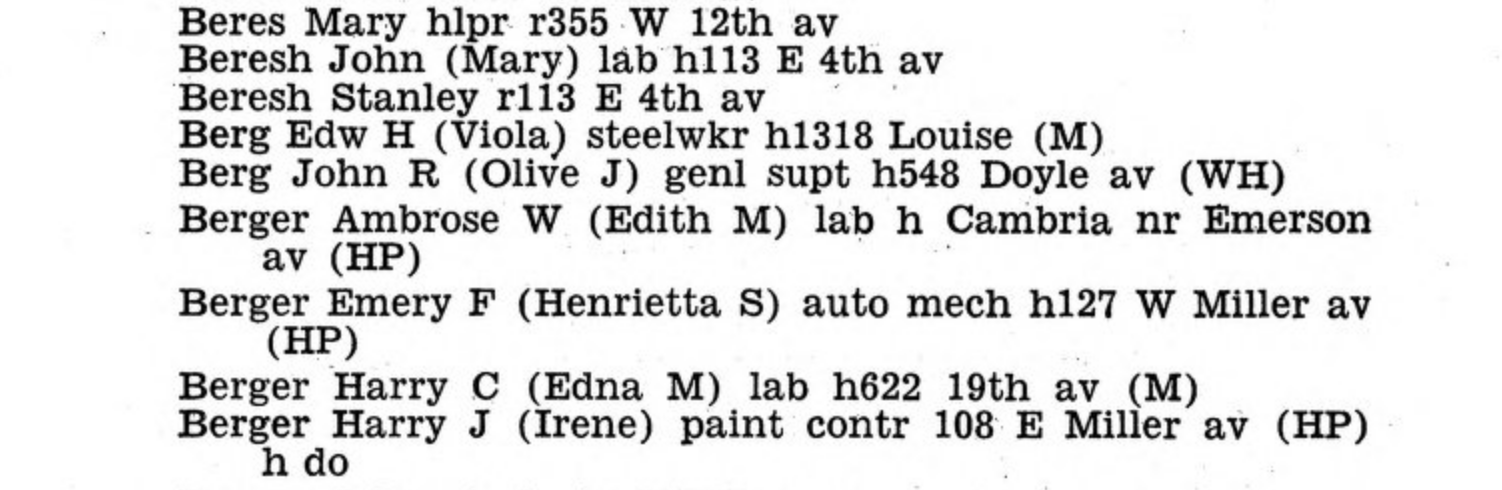 Beres Mary hlpr r355 W 12th av
Beresh John (Mary) lab h113 E 4th av
Beresh Stanley r113 E 4th av
Berg Edw H (Viola) steelwkr h1318 Louise (M)
Berg John R (Olive J) genl supt h548 Doyle av (WH)
Berger Ambrose W (Edith M) lab h Cambria nr Emerson
av (HP)
Berger Emery F (Henrietta S) auto mech h127 W Miller av
(HP)
Berger Harry C (Edna M) lab h622 19th av (M)
Berger Harry J (Irene) paint contr 108 E Miller av (HP)
h do